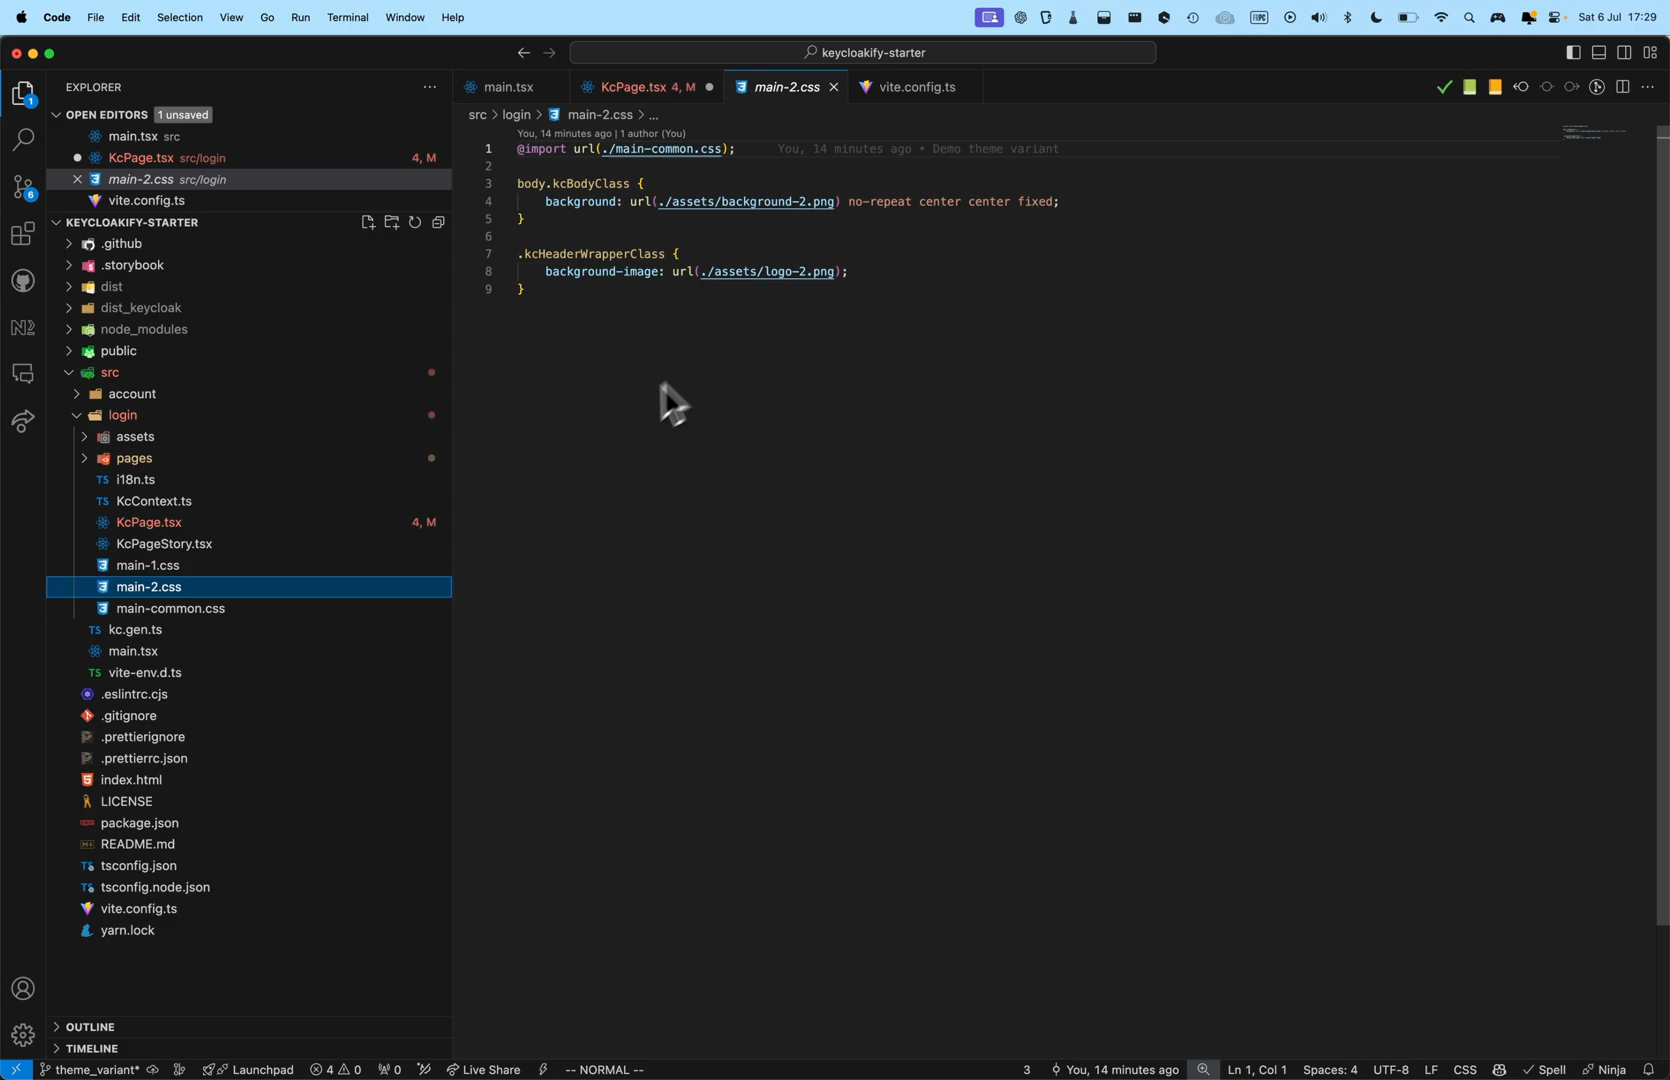 Code File Edit Selection View Go Run Terminal Window Help
Sat 6 Jul 17:29
keycloakify-starter
EXPLORER
OPEN EDITORS 1 unsaved
main.tsx src
KcPage.tsx src/login 4, M
main-2.css src/login
vite.config.ts
KEYCLOAKIFY-STARTER
.github
.storybook
dist
dist_keycloak
node_modules
public
src
account
login
assets
pages
TS i18n.ts
TS KcContext.ts
KcPage.tsx 4, M
KcPageStory.tsx
main-1.css
main-2.css
main-common.css
TS kc.gen.ts
main.tsx
TS vite-env.d.ts
.eslintrc.cjs
.gitignore
.prettierignore
.prettierrc.json
index.html
LICENSE
package.json
README.md
tsconfig.json
tsconfig.node.json
vite.config.ts
yarn.lock
OUTLINE
TIMELINE
1
6
main.tsx KcPage.tsx 4, M main-2.css vite.config.ts
src > login > main-2.css > ...
You, 14 minutes ago | 1 author (You)
1 @import url(./main-common.css); You, 14 minutes ago • Demo theme variant
2
3 body.kcBodyClass {
4 background: url(./assets/background-2.png) no-repeat center center fixed;
5 }
6
7 .kcHeaderWrapperClass {
8 background-image: url(./assets/logo-2.png);
9 }
theme_variant* Launchpad 4 0 0 Live Share -- NORMAL -- 3 You, 14 minutes ago Ln 1, Col 1 Spaces: 4 UTF-8 LF CSS Spell Ninja